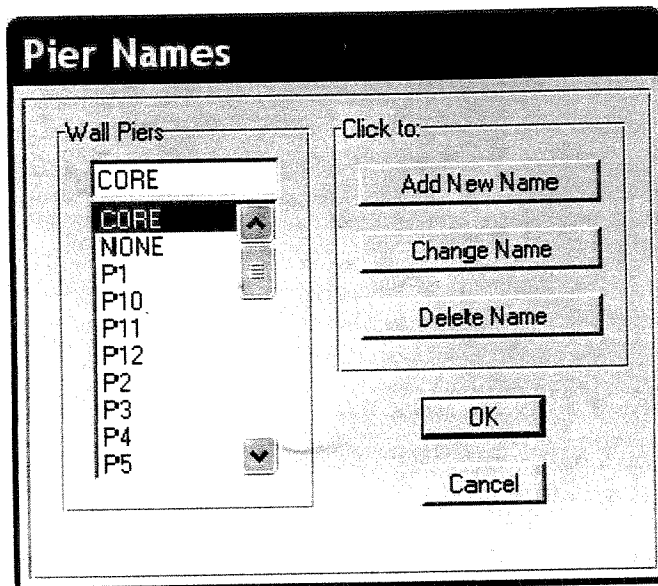 Pier Names
Wall Piers
CORE
CORE
NONE
P1
P10
P11
P12
P2
P3
P4
P5
Click to:
Add New Name
Change Name
Delete Name
OK
Cancel